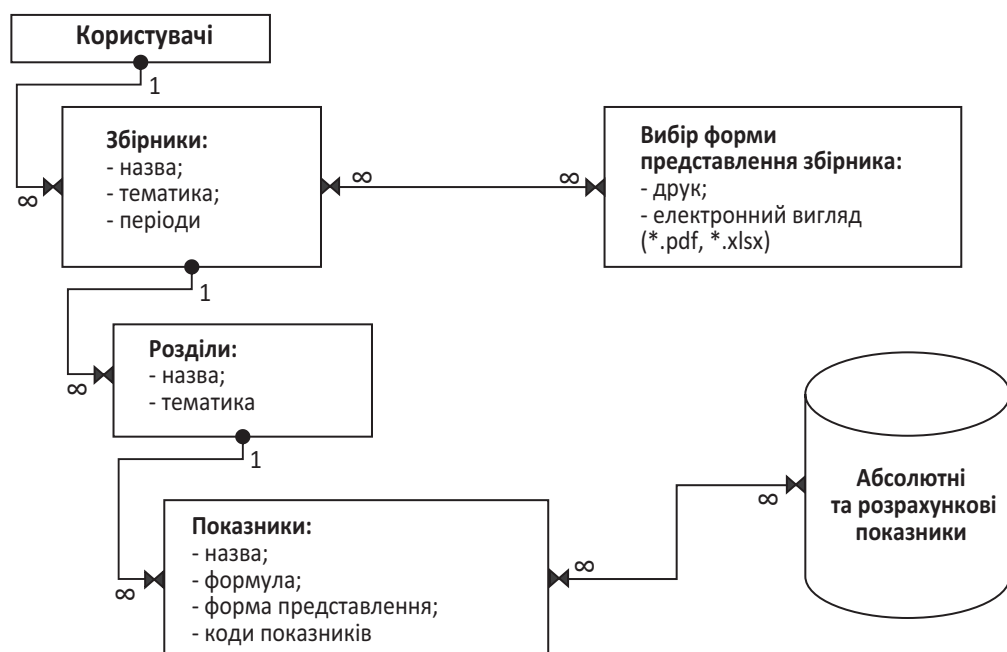 Користувачі
1
Збірники:
- назва;
- тематика;
- періоди
∞
∞
∞
Вибір форми
представлення збірника:
- друк;
- електронний вигляд
(*.pdf, *.xlsx)
1
Розділи:
- назва;
- тематика
∞
1
Показники:
- назва;
- формула;
- форма представлення;
- коди показників
∞
∞
∞
Абсолютні
та розрахункові
показники